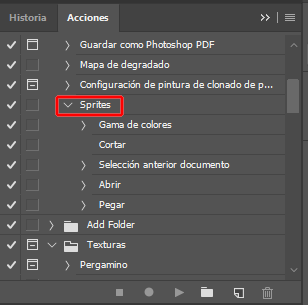 Historia Acciones
Guardar como Photoshop PDF
Mapa de degradado
Configuración de pintura de clonado de p...
Sprites
Gama de colores
Cortar
Selección anterior documento
Abrir
Pegar
Add Folder
Texturas
Pergamino